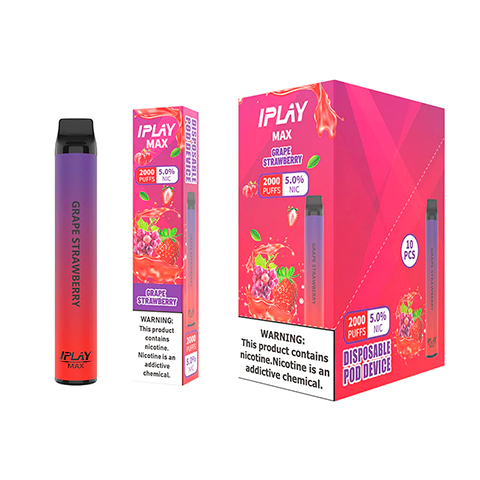 GRAPE STRAWBERRY
IPLAY
MAX
IPLAY
MAX
2000
PUFFS
5.0%
NIC
GRAPE
STRAWBERRY
WARNING:
This product
contains
nicotine.
Nicotine is an
addictive
chemical.
DISPOSABLE
POD DEVICE
2000
PUFFS
5.0%
NIC
IPLAY
MAX
GRAPE
STRAWBERRY
2000
PUFFS
5.0%
NIC
GRAPE STRAWBERRY
WARNING:
This product contains
nicotine.Nicotine is an
addictive chemical.
10
PCS
2000
PUFFS
5.0%
NIC
DISPOSABLE
POD DEVICE